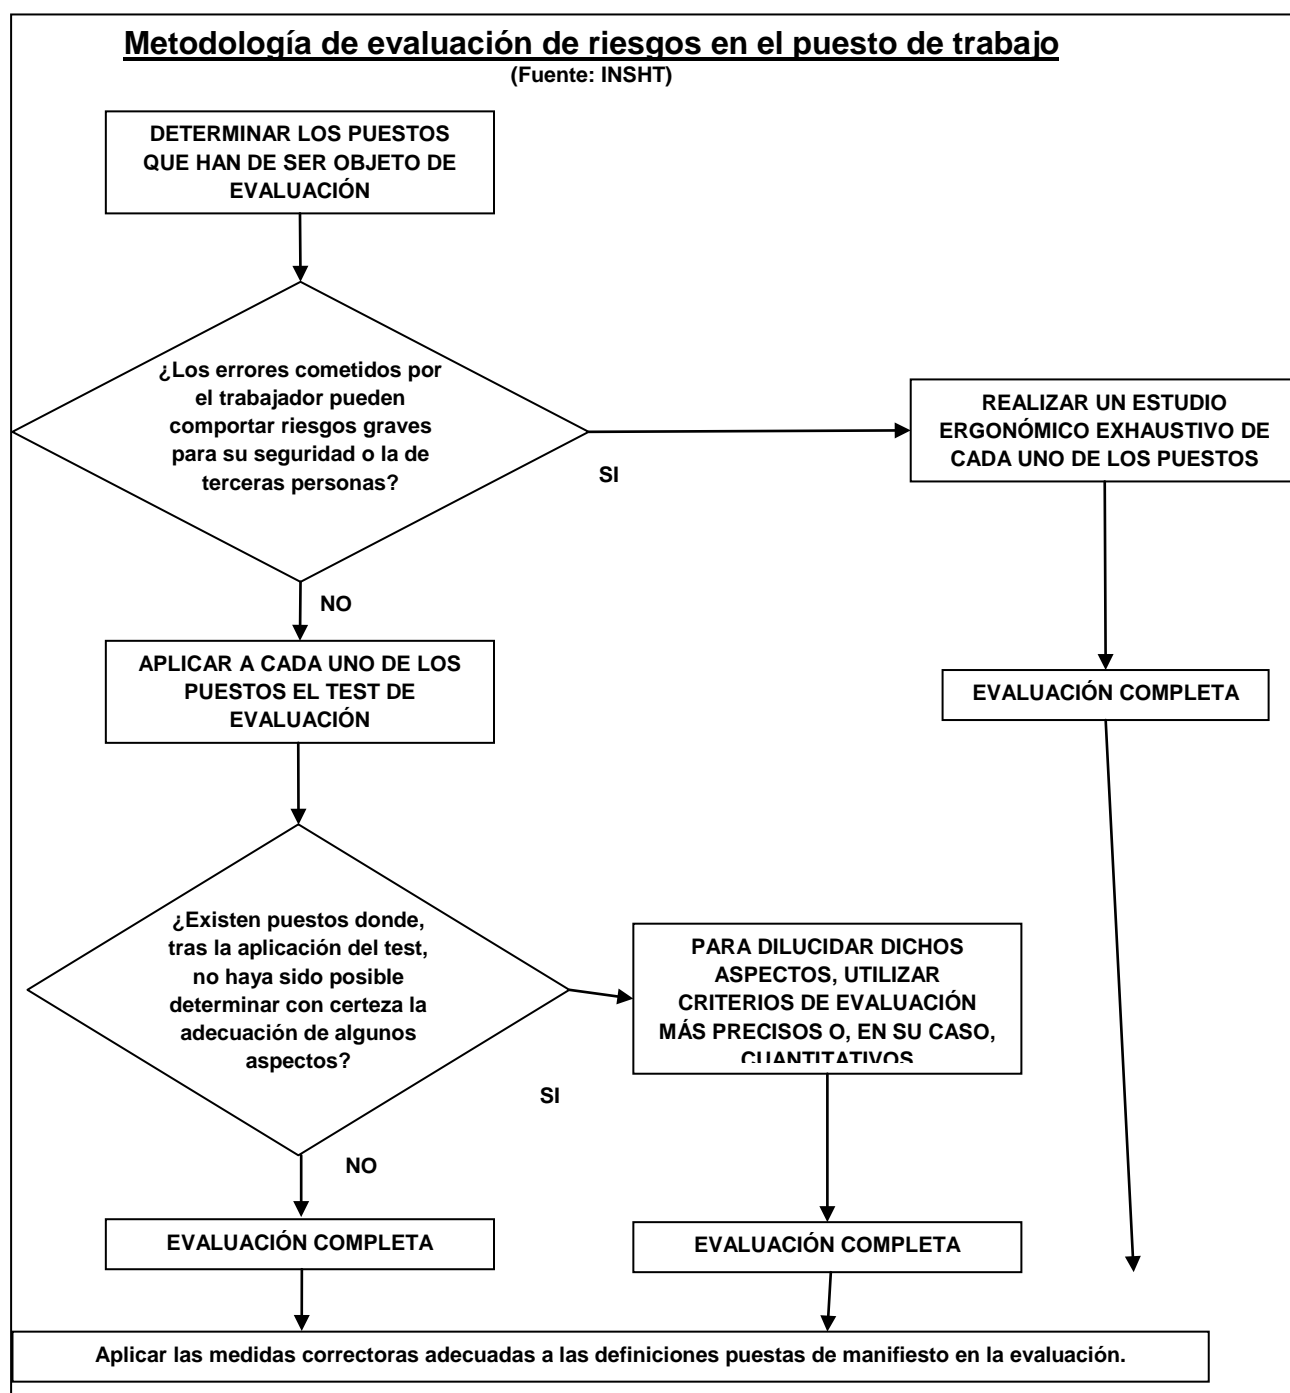 Metodología de evaluación de riesgos en el puesto de trabajo
(Fuente: INSHT)
DETERMINAR LOS PUESTOS
QUE HAN DE SER OBJETO DE
EVALUACIÓN
¿Los errores cometidos por
el trabajador pueden
comportar riesgos graves
para su seguridad o la de
terceras personas?
SI
REALIZAR UN ESTUDIO
ERGONÓMICO EXHAUSTIVO DE
CADA UNO DE LOS PUESTOS
NO
APLICAR A CADA UNO DE LOS
PUESTOS EL TEST DE
EVALUACIÓN
EVALUACIÓN COMPLETA
¿Existen puestos donde,
tras la aplicación del test,
no haya sido posible
determinar con certeza la
adecuación de algunos
aspectos?
SI
PARA DILUCIDAR DICHOS
ASPECTOS, UTILIZAR
CRITERIOS DE EVALUACIÓN
MÁS PRECISOS O, EN SU CASO,
CUANTITATIVOS
NO
EVALUACIÓN COMPLETA
EVALUACIÓN COMPLETA
Aplicar las medidas correctoras adecuadas a las definiciones puestas de manifiesto en la evaluación.